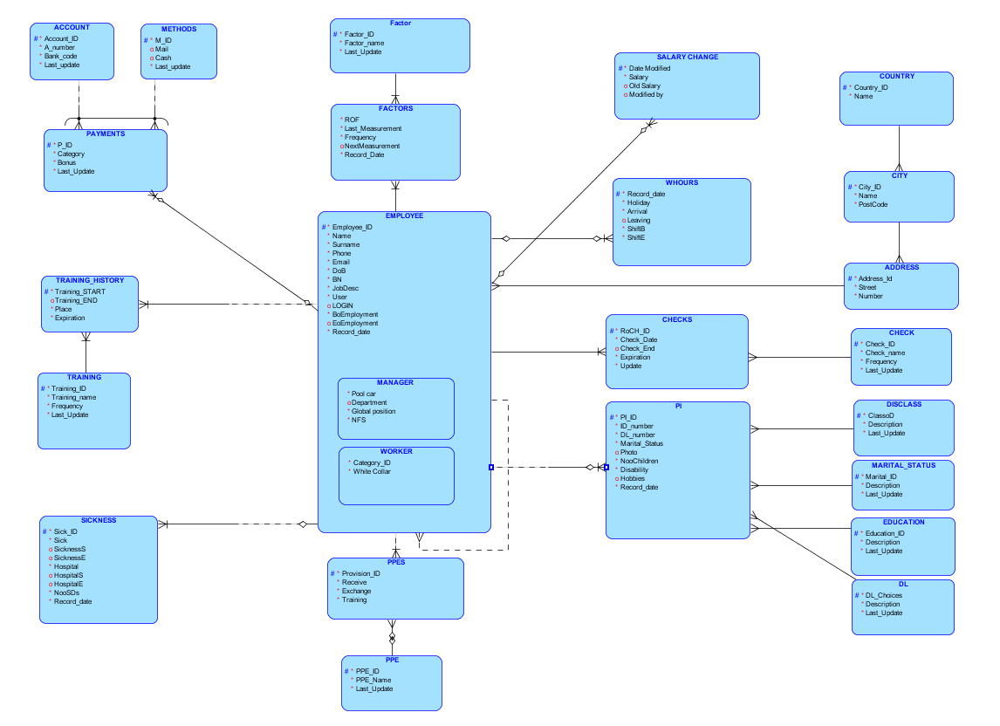 ACCOUNT
# * Account_ID
* A_number
* Bank_code
* Last_update
METHODS
# * M_ID
o Mail
o Cash
* Last_update
PAYMENTS
# * P_ID
* Category
* Bonus
* Last_Update
Factor
# * Factor_ID
* Factor_name
* Last_Update
FACTORS
* ROF
* Last_Measurement
* Frequency
o NextMeasurement
* Record_Date
SALARY CHANGE
# * Date Modified
* Salary
o Old Salary
o Modified by
COUNTRY
# * Country_ID
* Name
CITY
# * City_ID
* Name
* PostCode
ADDRESS
# * Address_Id
* Street
* Number
WHOURS
# * Record_date
* Holiday
* Arrival
o Leaving
* ShiftB
* ShiftE
EMPLOYEE
# * Employee_ID
* Name
* Surname
* Phone
* Email
* DoB
* BN
* JobDesc
* User
o LOGIN
* BoEmployment
o EoEmployment
* Record_date
MANAGER
* Pool car
o Department
* Global position
* NFS
WORKER
* Category_ID
* White Collar
TRAINING_HISTORY
# * Training_START
o Training_END
* Place
* Expiration
TRAINING
# * Training_ID
* Training_name
* Frequency
* Last_Update
CHECKS
# * RoCH_ID
* Check_Date
o Check_End
* Expiration
* Update
CHECK
# * Check_ID
* Check_name
* Frequency
* Last_Update
PI
# * PI_ID
* ID_number
* DL_number
* Marital_Status
o Photo
* NooChildren
* Disability
o Hobbies
* Record_date
DISCLASS
# * ClassoD
* Description
* Last_Update
MARITAL_STATUS
# * Marital_ID
* Description
* Last_Update
EDUCATION
# * Education_ID
* Description
* Last_Update
DL
# * DL_Choices
* Description
* Last_Update
SICKNESS
# * Sick_ID
* Sick
o SicknessS
o SicknessE
* Hospital
o HospitalS
o HospitalE
* NooSDs
* Record_date
PPES
# * Provision_ID
* Receive
* Exchange
* Training
PPE
# * PPE_ID
* PPE_Name
* Last_Update